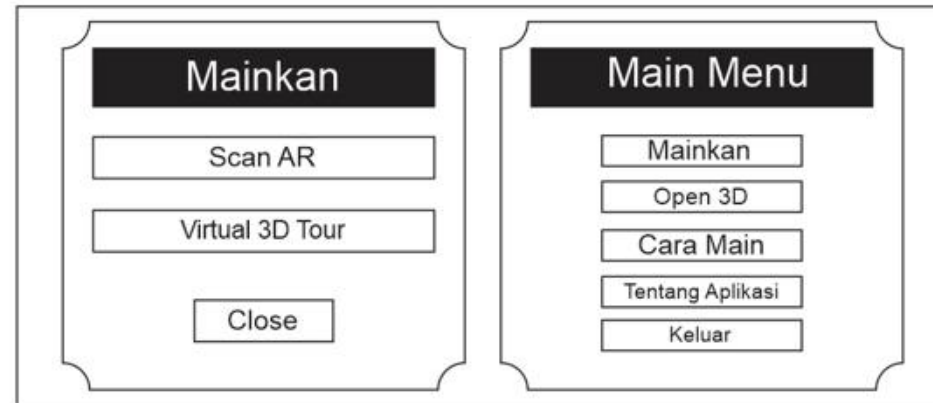 Mainkan
Scan AR
Virtual 3D Tour
Close
Main Menu
Mainkan
Open 3D
Cara Main
Tentang Aplikasi
Keluar